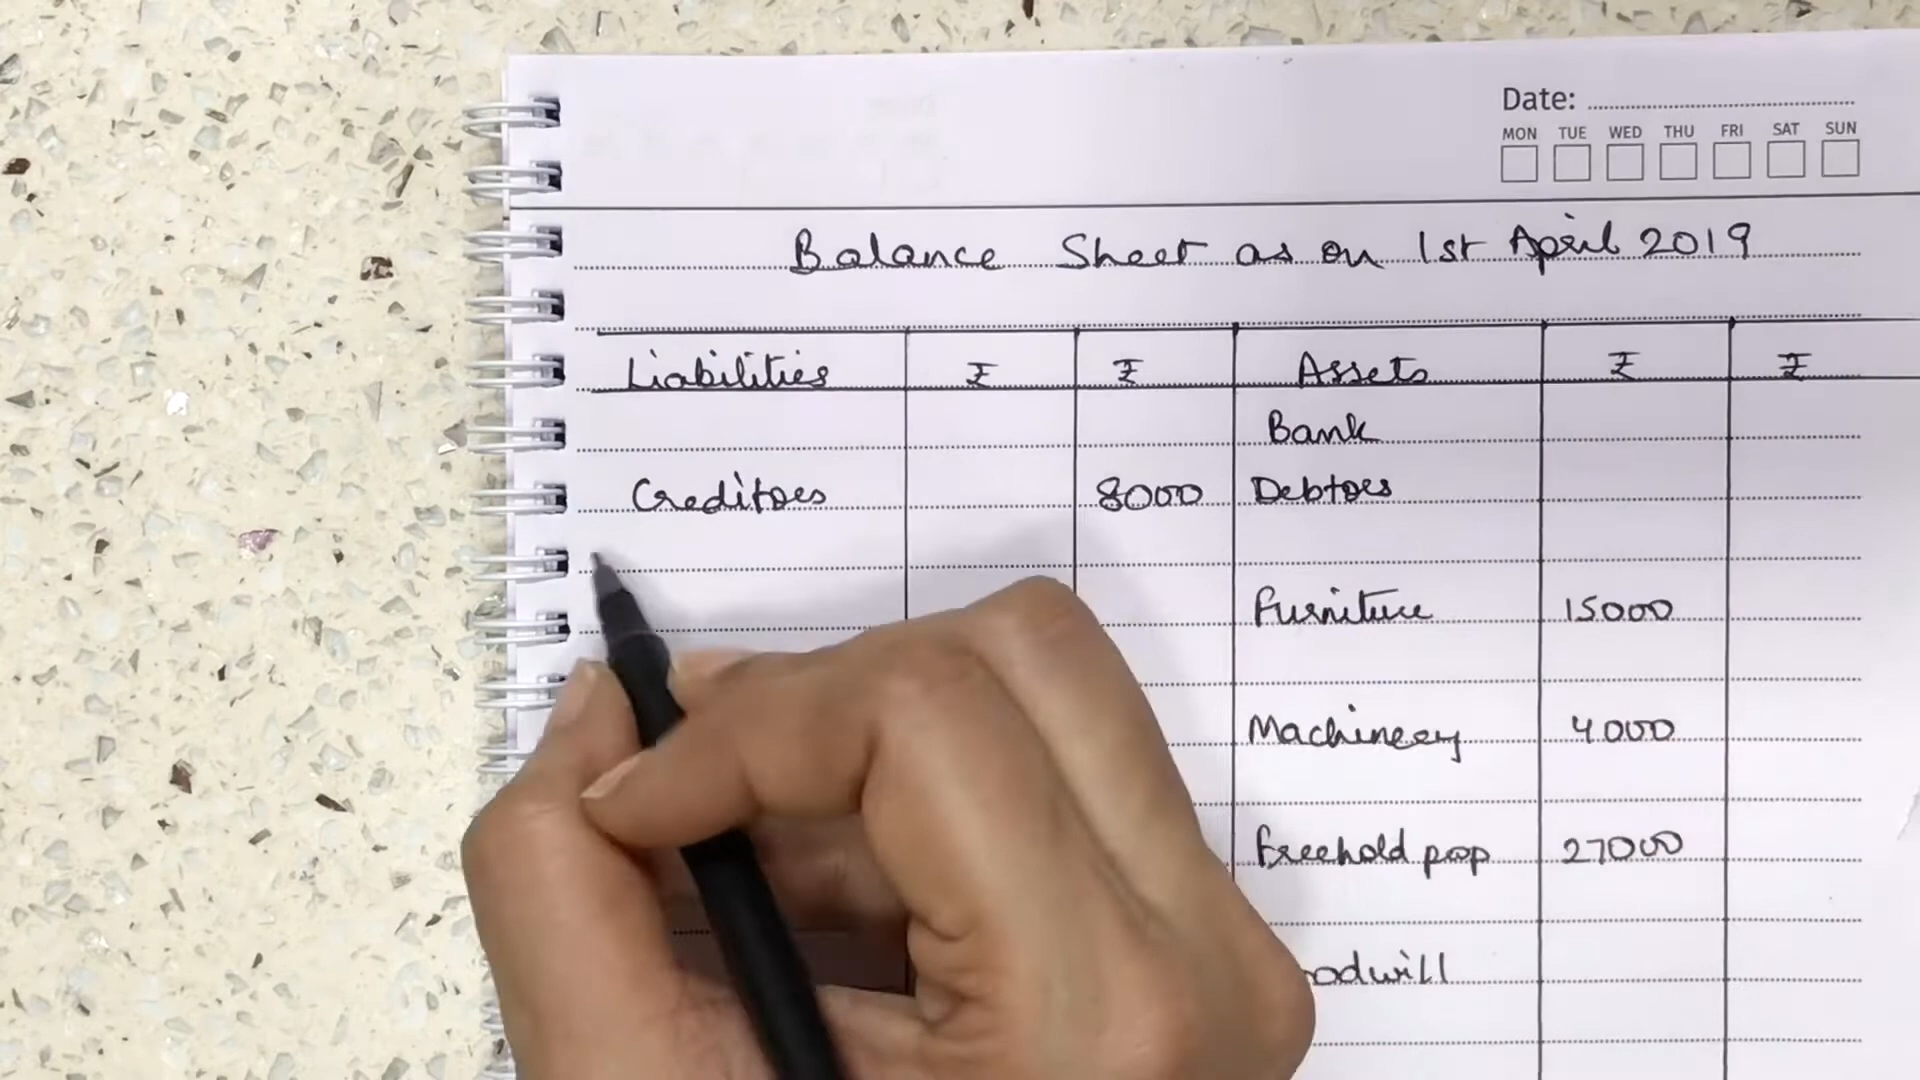 Date:
MON TUE WED THU FRI SAT SUN
Balance Sheet as on 1st April 2019
Liabilities ₹ ₹ Assets ₹ ₹
Bank
Creditors 8000 Debtors
Furniture 15000
Machinery 4000
freehold prop 27000
oodwill